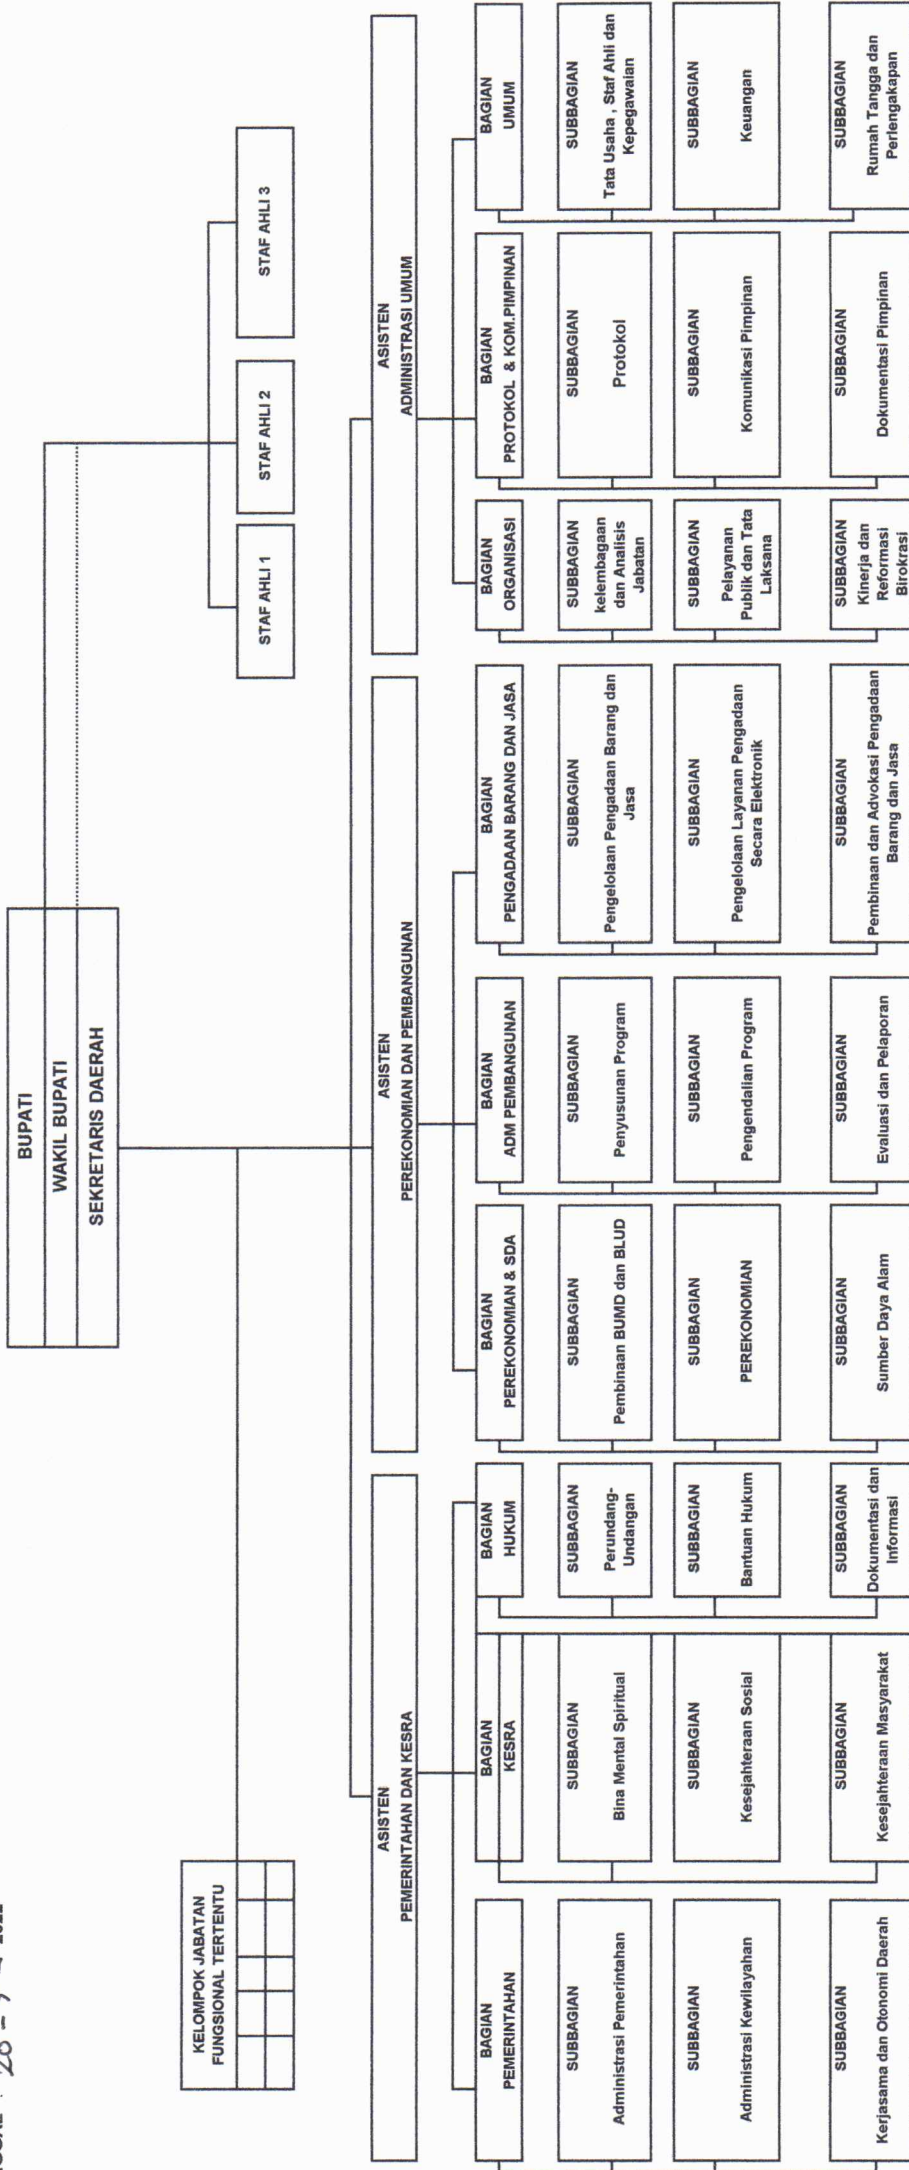 BUPATI
WAKIL BUPATI
SEKRETARIS DAERAH
KELOMPOK JABATAN
FUNGSIONAL TERTENTU
STAF AHLI 1
STAF AHLI 2
STAF AHLI 3
ASISTEN
PEMERINTAHAN DAN KESRA
ASISTEN
PEREKONOMIAN DAN PEMBANGUNAN
ASISTEN
ADMINISTRASI UMUM
BAGIAN
PEMERINTAHAN
SUBBAGIAN
Administrasi Pemerintahan
SUBBAGIAN
Administrasi Kewilayahan
SUBBAGIAN
Kerjasama dan Otonomi Daerah
BAGIAN
KESRA
SUBBAGIAN
Bina Mental Spiritual
SUBBAGIAN
Kesejahteraan Sosial
SUBBAGIAN
Kesejahteraan Masyarakat
BAGIAN
HUKUM
SUBBAGIAN
Perundang-
Undangan
SUBBAGIAN
Bantuan Hukum
SUBBAGIAN
Dokumentasi dan
Informasi
BAGIAN
PEREKONOMIAN & SDA
SUBBAGIAN
Pembinaan BUMD dan BLUD
SUBBAGIAN
PEREKONOMIAN
SUBBAGIAN
Sumber Daya Alam
BAGIAN
ADM PEMBANGUNAN
SUBBAGIAN
Penyusunan Program
SUBBAGIAN
Pengendalian Program
SUBBAGIAN
Evaluasi dan Pelaporan
BAGIAN
PENGADAAN BARANG DAN JASA
SUBBAGIAN
Pengelolaan Pengadaan Barang dan
Jasa
SUBBAGIAN
Pengelolaan Layanan Pengadaan
Secara Elektronik
SUBBAGIAN
Pembinaan dan Advokasi Pengadaan
Barang dan Jasa
BAGIAN
ORGANISASI
SUBBAGIAN
kelembagaan
dan Analisis
Jabatan
SUBBAGIAN
Pelayanan
Publik dan Tata
Laksana
SUBBAGIAN
Kinerja dan
Reformasi
Birokrasi
BAGIAN
PROTOKOL & KOM.PIMPINAN
SUBBAGIAN
Protokol
SUBBAGIAN
Komunikasi Pimpinan
SUBBAGIAN
Dokumentasi Pimpinan
BAGIAN
UMUM
SUBBAGIAN
Tata Usaha , Staf Ahli dan
Kepegawaian
SUBBAGIAN
Keuangan
SUBBAGIAN
Rumah Tangga dan
Perlengakapan